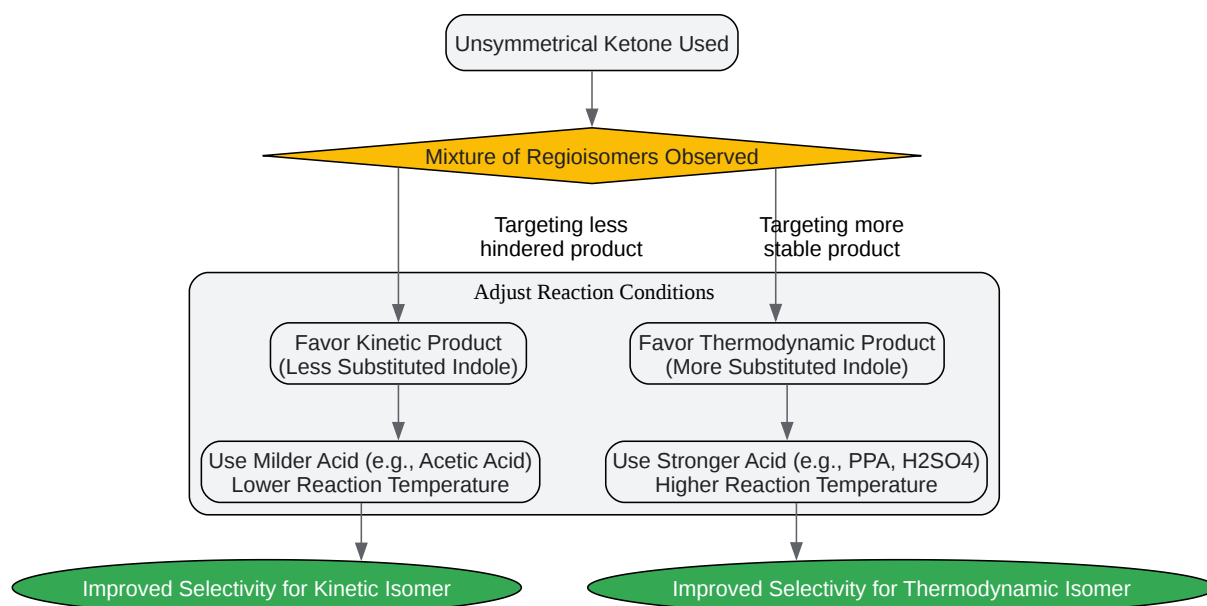 Unsymmetrical Ketone Used
Mixture of Regioisomers Observed
Targeting less
hindered product
Targeting more
stable product
Adjust Reaction Conditions
Favor Kinetic Product
(Less Substituted Indole)
Favor Thermodynamic Product
(More Substituted Indole)
Use Milder Acid (e.g., Acetic Acid)
Lower Reaction Temperature
Use Stronger Acid (e.g., PPA, H2SO4)
Higher Reaction Temperature
Improved Selectivity for Kinetic Isomer
Improved Selectivity for Thermodynamic Isomer